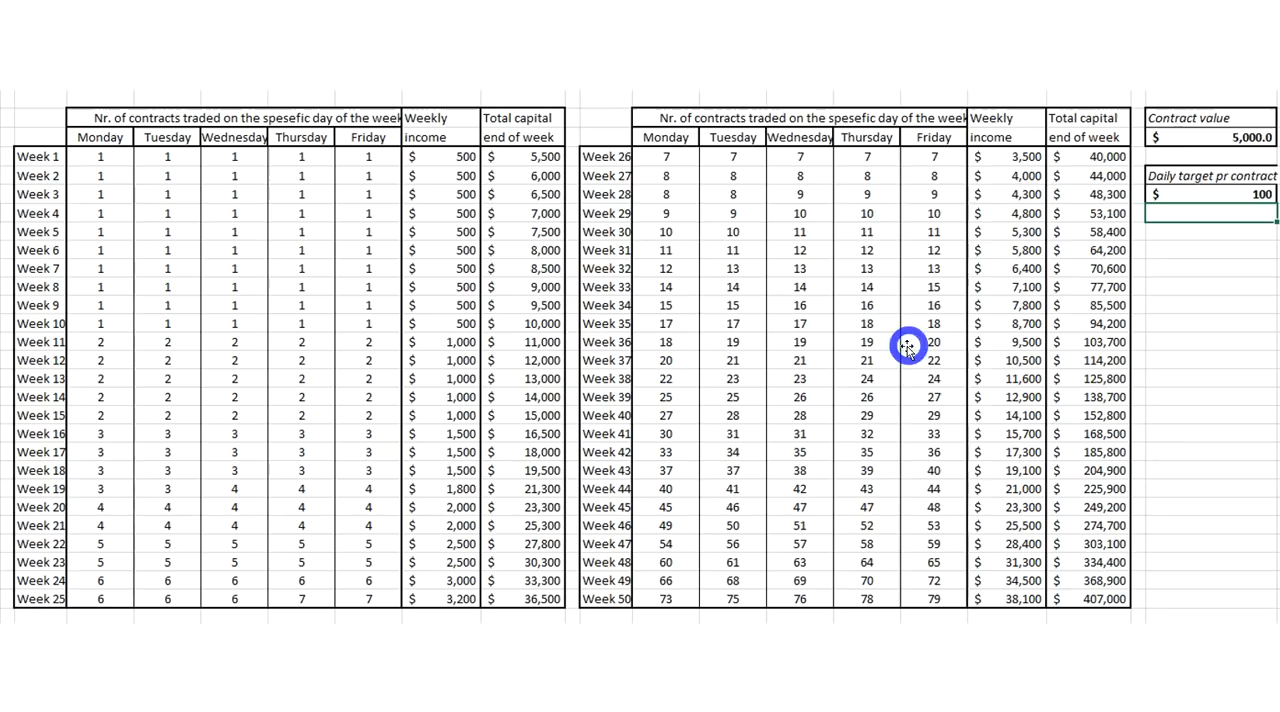 Nr. of contracts traded on the spesefic day of the week Weekly Total capital
Monday Tuesday Wednesday Thursday Friday income end of week
Week 1 1 1 1 1 1 $ 500 $ 5,500
Week 2 1 1 1 1 1 $ 500 $ 6,000
Week 3 1 1 1 1 1 $ 500 $ 6,500
Week 4 1 1 1 1 1 $ 500 $ 7,000
Week 5 1 1 1 1 1 $ 500 $ 7,500
Week 6 1 1 1 1 1 $ 500 $ 8,000
Week 7 1 1 1 1 1 $ 500 $ 8,500
Week 8 1 1 1 1 1 $ 500 $ 9,000
Week 9 1 1 1 1 1 $ 500 $ 9,500
Week 10 1 1 1 1 1 $ 500 $ 10,000
Week 11 2 2 2 2 2 $ 1,000 $ 11,000
Week 12 2 2 2 2 2 $ 1,000 $ 12,000
Week 13 2 2 2 2 2 $ 1,000 $ 13,000
Week 14 2 2 2 2 2 $ 1,000 $ 14,000
Week 15 2 2 2 2 2 $ 1,000 $ 15,000
Week 16 3 3 3 3 3 $ 1,500 $ 16,500
Week 17 3 3 3 3 3 $ 1,500 $ 18,000
Week 18 3 3 3 3 3 $ 1,500 $ 19,500
Week 19 3 3 4 4 4 $ 1,800 $ 21,300
Week 20 4 4 4 4 4 $ 2,000 $ 23,300
Week 21 4 4 4 4 4 $ 2,000 $ 25,300
Week 22 5 5 5 5 5 $ 2,500 $ 27,800
Week 23 5 5 5 5 5 $ 2,500 $ 30,300
Week 24 6 6 6 6 6 $ 3,000 $ 33,300
Week 25 6 6 6 7 7 $ 3,200 $ 36,500
Nr. of contracts traded on the spesefic day of the week Weekly Total capital
Monday Tuesday Wednesday Thursday Friday income end of week
Week 26 7 7 7 7 7 $ 3,500 $ 40,000
Week 27 8 8 8 8 8 $ 4,000 $ 44,000
Week 28 8 8 9 9 9 $ 4,300 $ 48,300
Week 29 9 9 10 10 10 $ 4,800 $ 53,100
Week 30 10 10 11 11 11 $ 5,300 $ 58,400
Week 31 11 11 12 12 12 $ 5,800 $ 64,200
Week 32 12 13 13 13 13 $ 6,400 $ 70,600
Week 33 14 14 14 14 15 $ 7,100 $ 77,700
Week 34 15 15 16 16 16 $ 7,800 $ 85,500
Week 35 17 17 17 18 18 $ 8,700 $ 94,200
Week 36 18 19 19 19 20 $ 9,500 $ 103,700
Week 37 20 21 21 21 22 $ 10,500 $ 114,200
Week 38 22 23 23 24 24 $ 11,600 $ 125,800
Week 39 25 25 26 26 27 $ 12,900 $ 138,700
Week 40 27 28 28 29 29 $ 14,100 $ 152,800
Week 41 30 31 31 32 33 $ 15,700 $ 168,500
Week 42 33 34 35 35 36 $ 17,300 $ 185,800
Week 43 37 37 38 39 40 $ 19,100 $ 204,900
Week 44 40 41 42 43 44 $ 21,000 $ 225,900
Week 45 45 46 47 47 48 $ 23,300 $ 249,200
Week 46 49 50 51 52 53 $ 25,500 $ 274,700
Week 47 54 56 57 58 59 $ 28,400 $ 303,100
Week 48 60 61 63 64 65 $ 31,300 $ 334,400
Week 49 66 68 69 70 72 $ 34,500 $ 368,900
Week 50 73 75 76 78 79 $ 38,100 $ 407,000
Contract value
$ 5,000.0
Daily target pr contract
$ 100